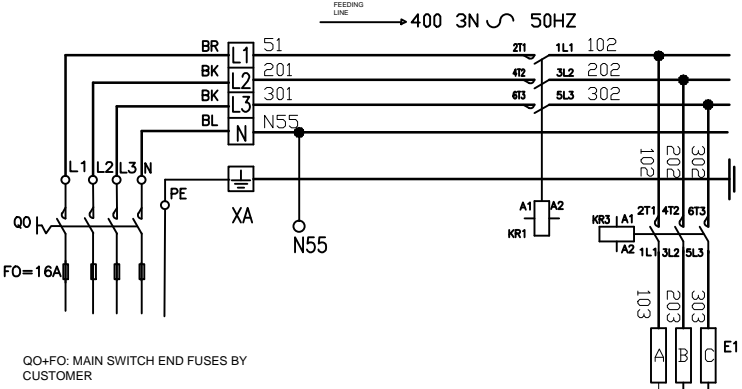 FEEDING
LINE
400 3N 50HZ
BR L1 51 2T1 1L1 102
BK L2 201 4T2 3L2 202
BK L3 301 6T3 5L3 302
BL N N55
L1 L2 L3 N
PE
XA
N55
102 202 302
A1 A2
KR1
2T1 4T2 6T3
KR3 A1
A2
1L1 3L2 5L3
Q0
FO=16A
103 203 303
A B C E1
QO+FO: MAIN SWITCH END FUSES BY
CUSTOMER